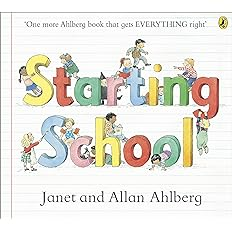 'One more Ahlberg book that gets EVERYTHING right'.
Starting
School
Janet and Allan Ahlberg